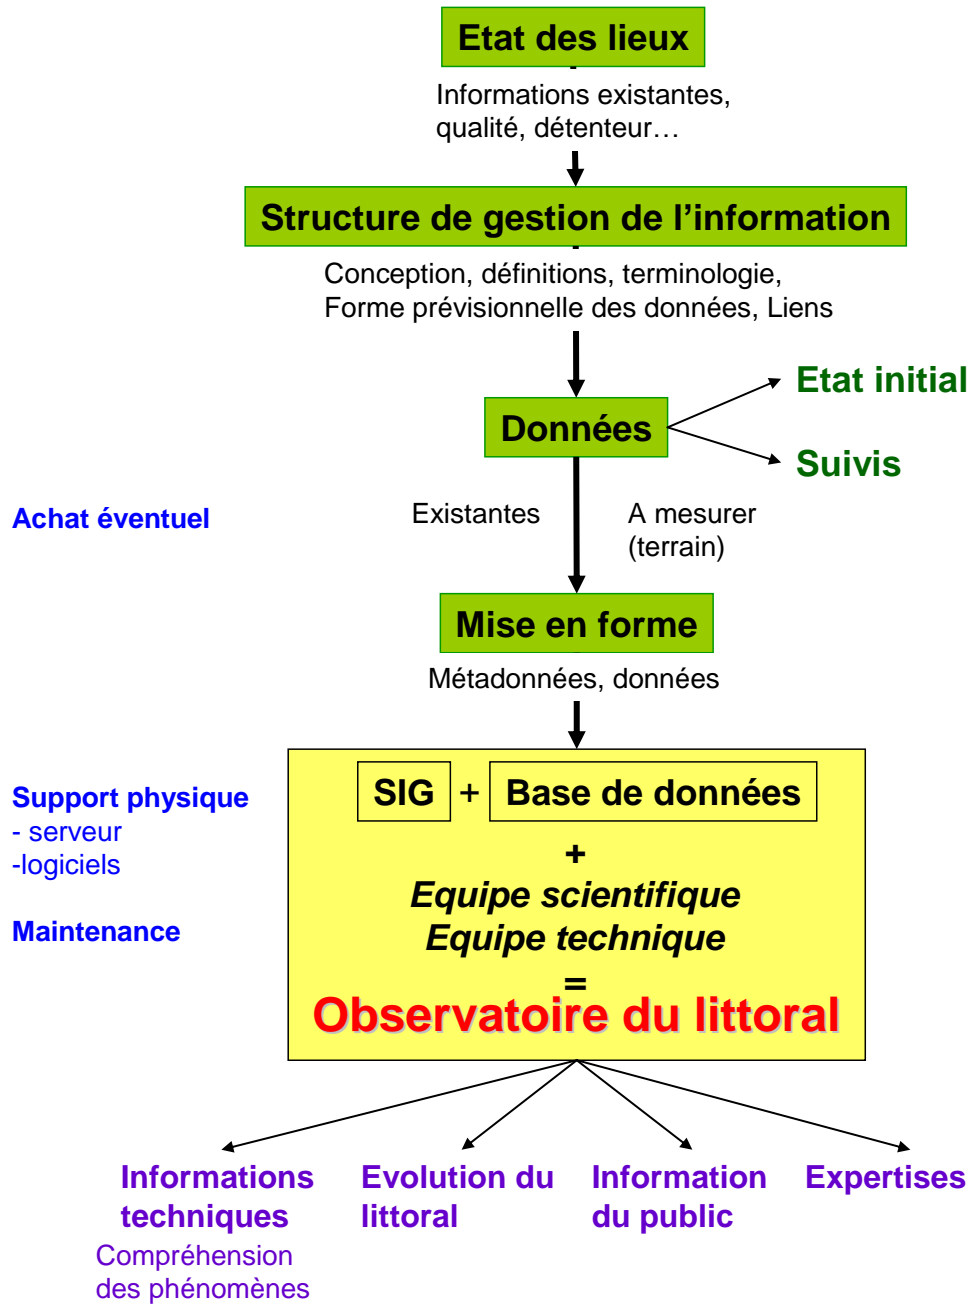 Etat des lieux
Informations existantes,
qualité, détenteur…
Structure de gestion de l'information
Conception, définitions, terminologie,
Forme prévisionnelle des données, Liens
Etat initial
Données
Suivis
Achat éventuel
Existantes
A mesurer
(terrain)
Mise en forme
Métadonnées, données
SIG + Base de données
+
Support physique
- serveur
-logiciels
Maintenance
Equipe scientifique
Equipe technique
=
Observatoire du littoral
Informations
techniques
Compréhension
des phénomènes
Evolution du
littoral
Information
du public
Expertises